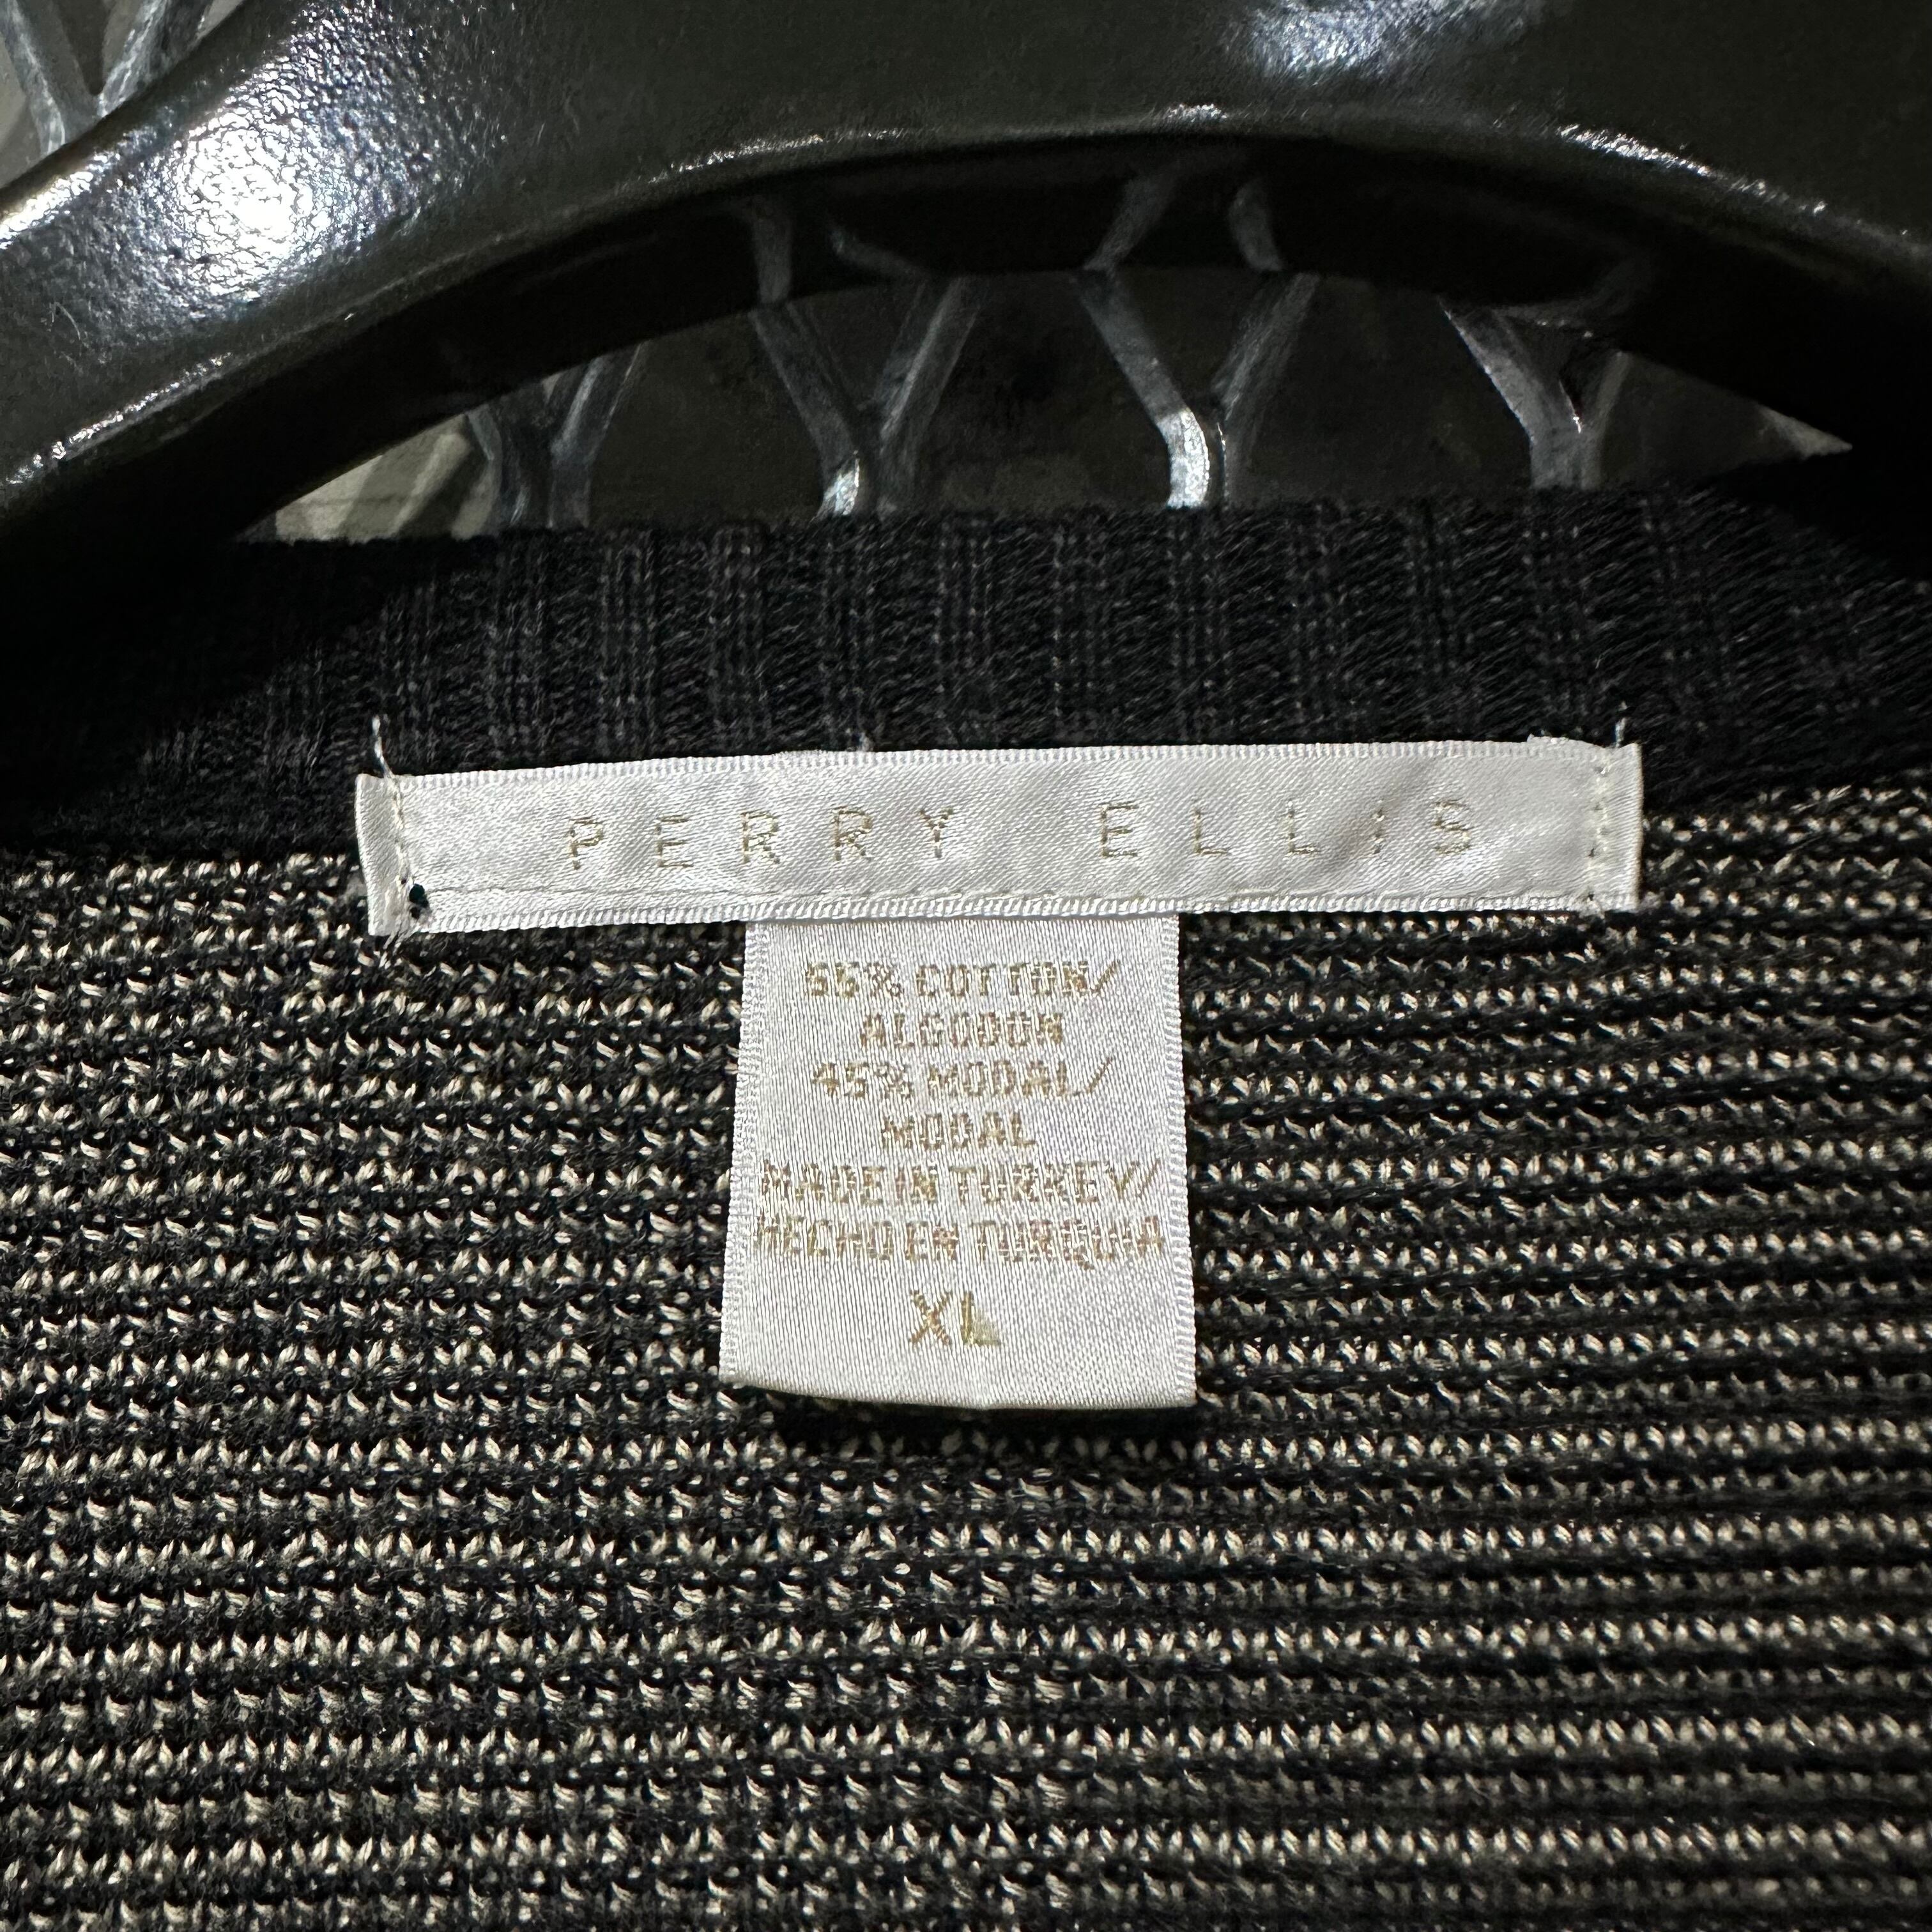 PERRY ELLIS
55% COTTON/
ALGODON
45% MODAL/
MODAL
MADE IN TURKEY/
HECHO EN TURQUIA
XL